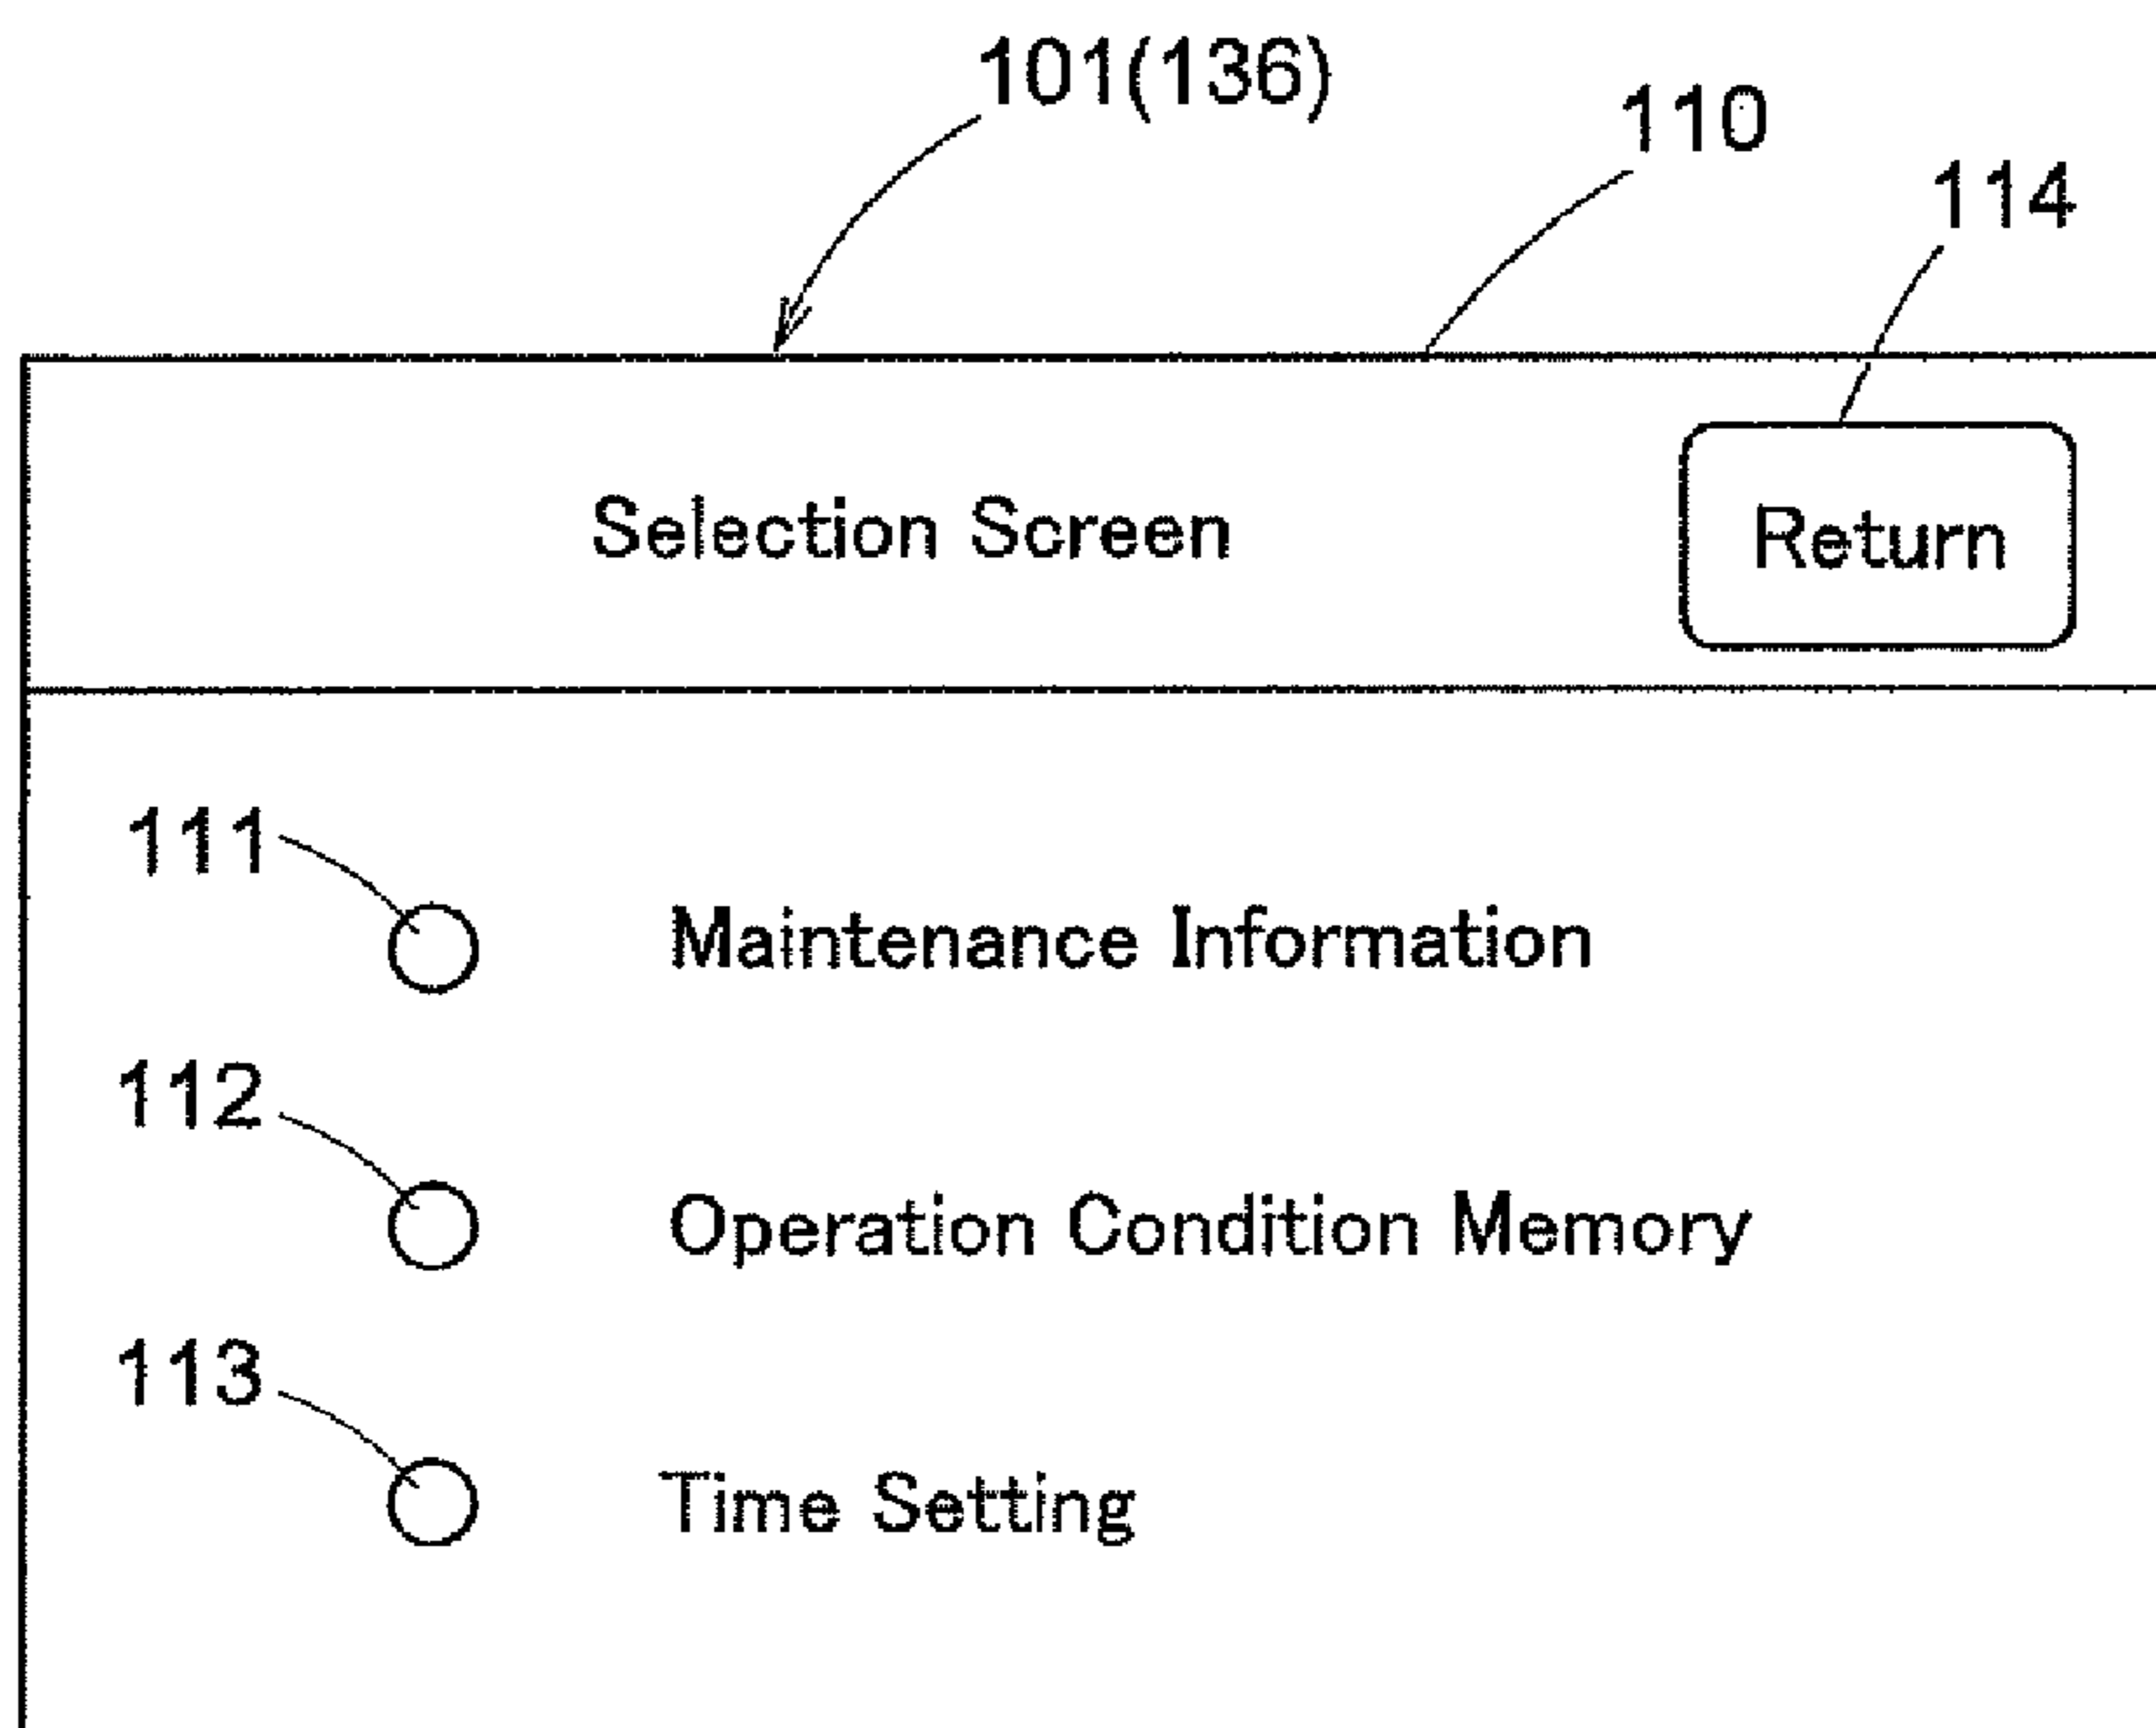 101(136)
110
114
Selection Screen
Return
111
Maintenance Information
112
Operation Condition Memory
113
Time Setting